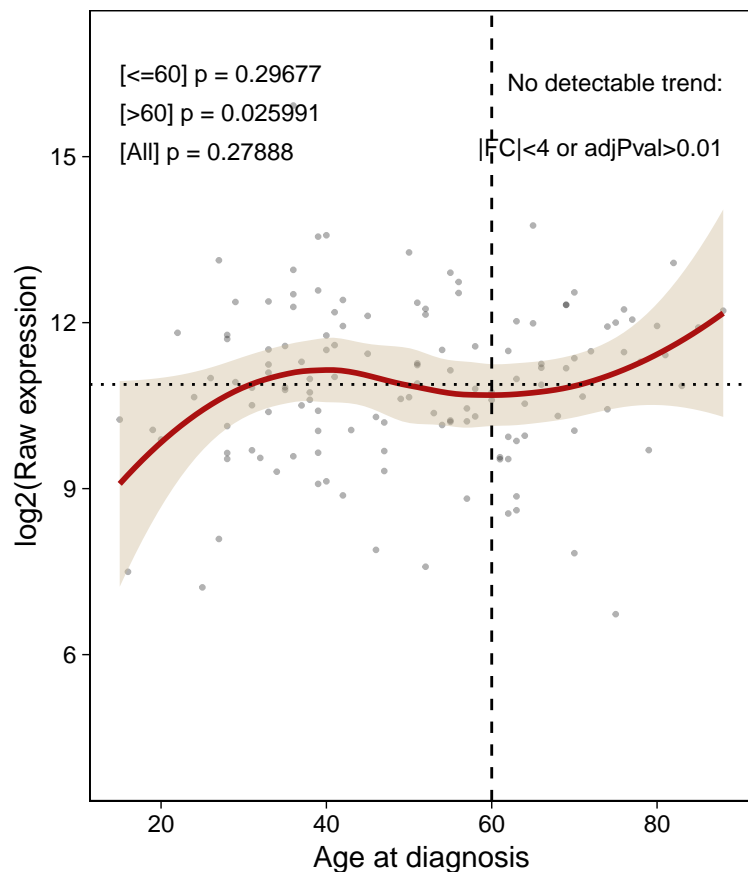 [<=60] p = 0.29677
[>60] p = 0.025991
[All] p = 0.27888
No detectable trend:
|FC|<4 or adjPval>0.01
15
12
9
6
log2(Raw expression)
20
40
60
80
Age at diagnosis